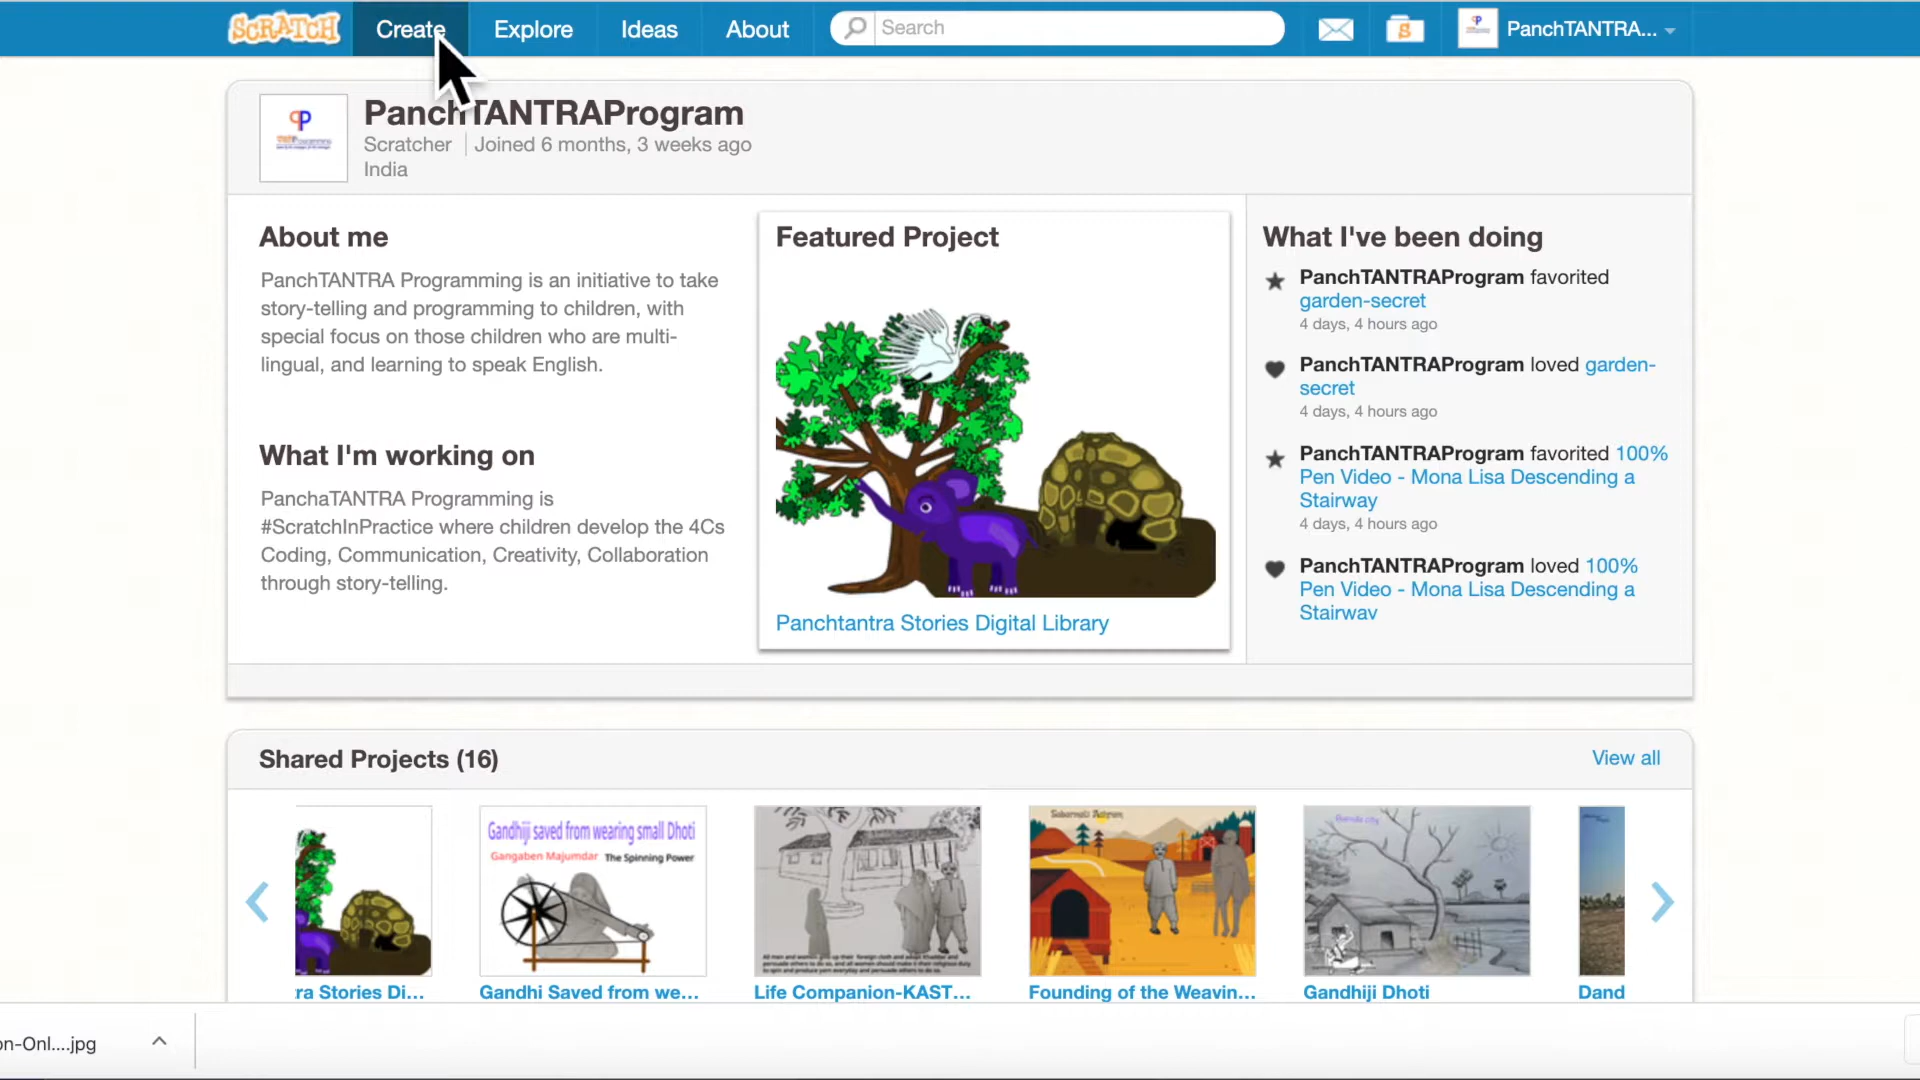 SCRATCH Create Explore Ideas About Search PanchTANTRA...
PanchTANTRAProgram
Scratcher Joined 6 months, 3 weeks ago
India
About me
PanchTANTRA Programming is an initiative to take
story-telling and programming to children, with
special focus on those children who are multi-
lingual, and learning to speak English.
What I'm working on
PanchaTANTRA Programming is
#ScratchInPractice where children develop the 4Cs
Coding, Communication, Creativity, Collaboration
through story-telling.
Featured Project
Panchtantra Stories Digital Library
What I've been doing
PanchTANTRAProgram favorited
garden-secret
4 days, 4 hours ago
PanchTANTRAProgram loved garden-
secret
4 days, 4 hours ago
PanchTANTRAProgram favorited 100%
Pen Video - Mona Lisa Descending a
Stairway
4 days, 4 hours ago
PanchTANTRAProgram loved 100%
Pen Video - Mona Lisa Descending a
Stairway
Shared Projects (16)
View all
Gandhiji saved from wearing small Dhoti
Gangaben Majumdar The Spinning Power
Sabarmati Ashram
ra Stories Di...
Gandhi Saved from we...
Life Companion-KAST...
Founding of the Weavin...
Gandhiji Dhoti
Dand
on-Onl....jpg